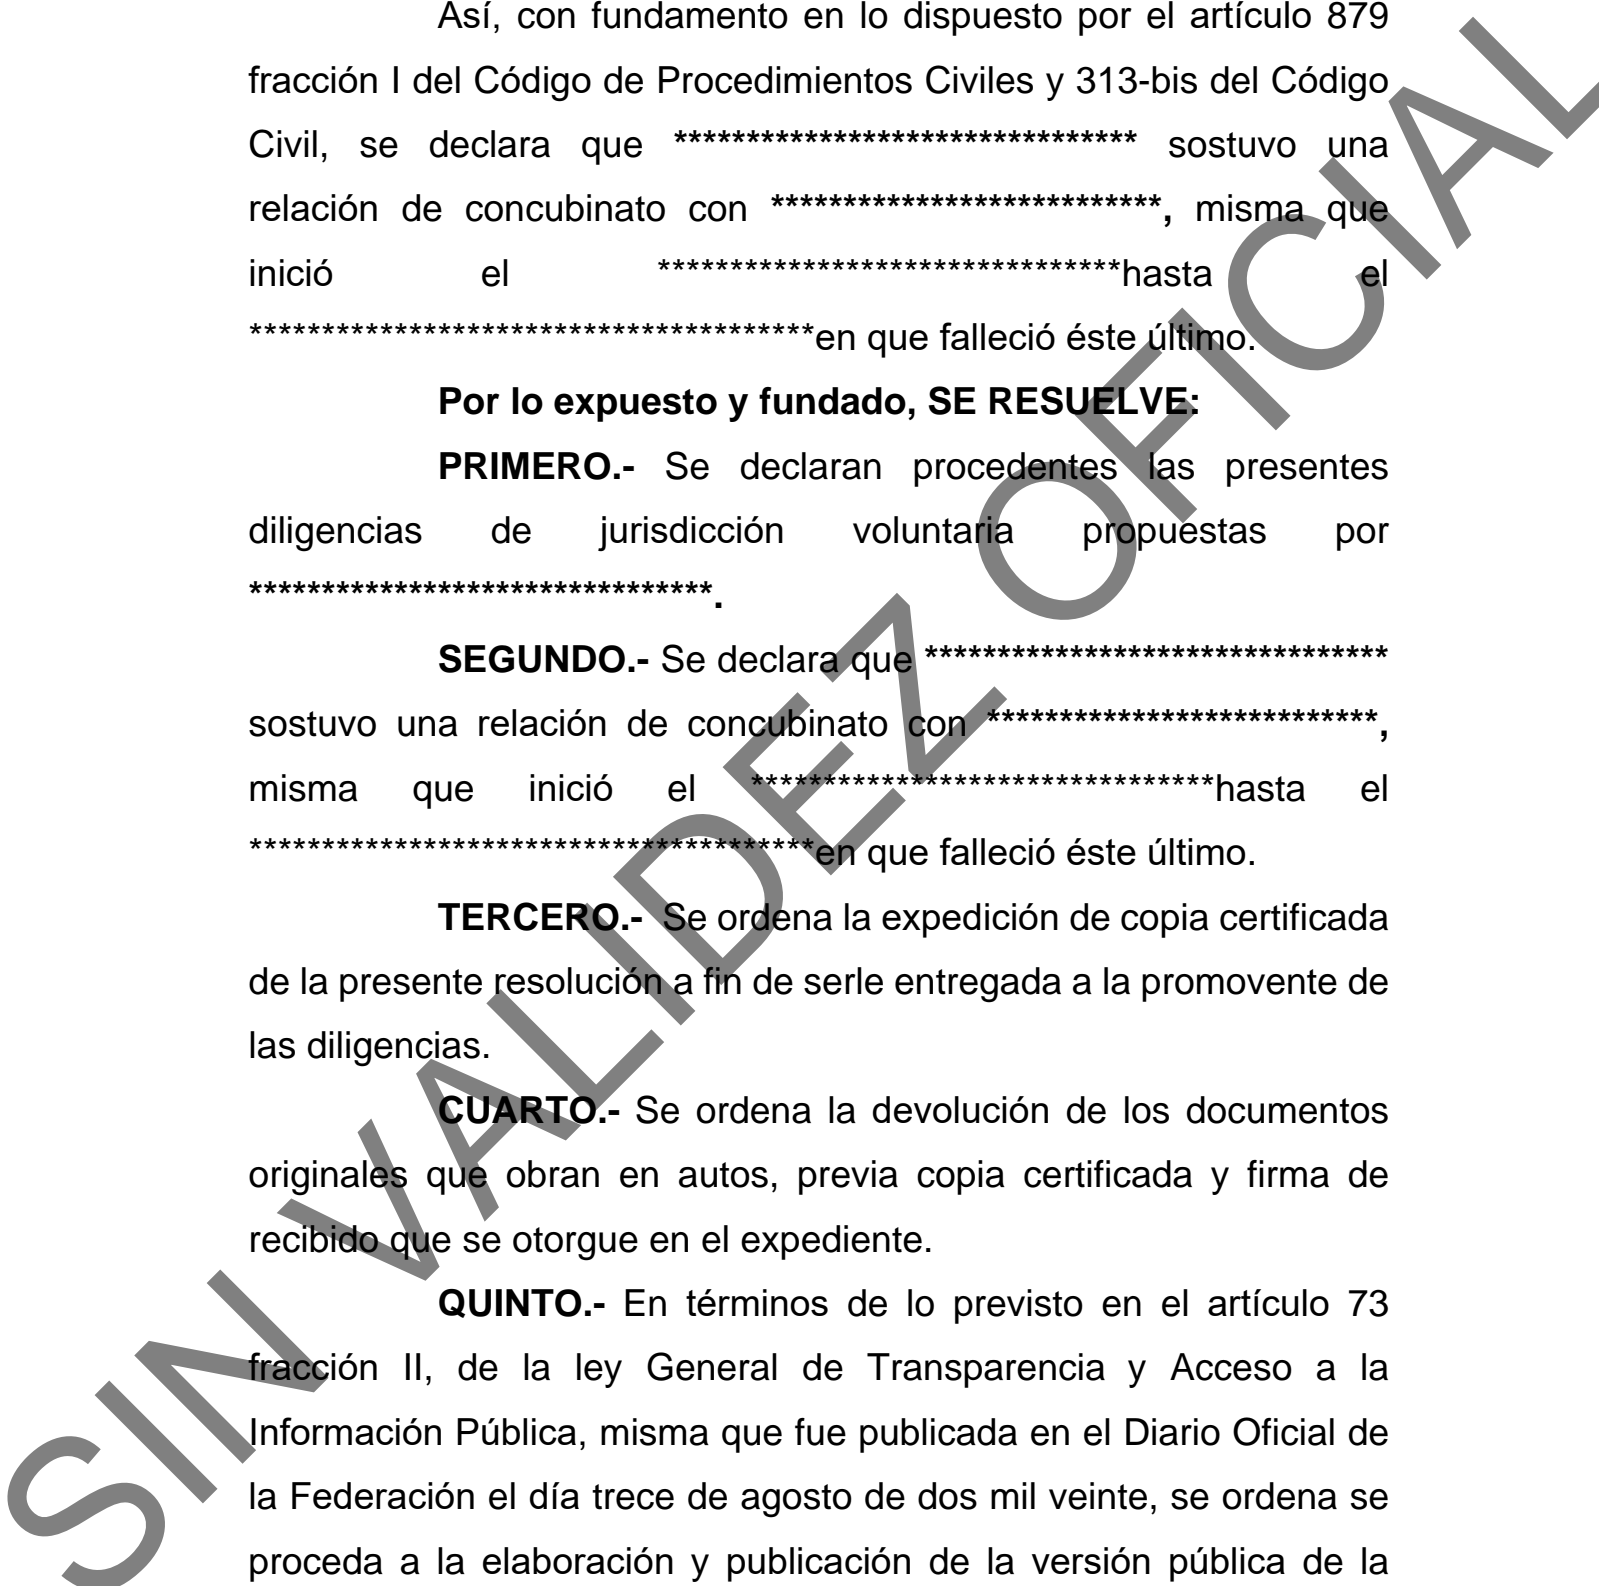 Así, con fundamento en lo dispuesto por el artículo 879
fracción I del Código de Procedimientos Civiles y 313-bis del Código
Civil, se declara que ******************************** sostuvo una
relación de concubinato con ***************************, misma que
inició el ********************************hasta el
***************************************en que falleció éste último.
Por lo expuesto y fundado, SE RESUELVE:
PRIMERO.- Se declaran procedentes las presentes
diligencias de jurisdicción voluntaria propuestas por
********************************.
SEGUNDO.- Se declara que ********************************
sostuvo una relación de concubinato con ***************************,
misma que inició el ********************************hasta el
***************************************en que falleció éste último.
TERCERO.- Se ordena la expedición de copia certificada
de la presente resolución a fin de serle entregada a la promovente de
las diligencias.
CUARTO.- Se ordena la devolución de los documentos
originales que obran en autos, previa copia certificada y firma de
recibido que se otorgue en el expediente.
QUINTO.- En términos de lo previsto en el artículo 73
fracción II, de la ley General de Transparencia y Acceso a la
Información Pública, misma que fue publicada en el Diario Oficial de
la Federación el día trece de agosto de dos mil veinte, se ordena se
proceda a la elaboración y publicación de la versión pública de la
SIN VALIDEZ OFICIAL